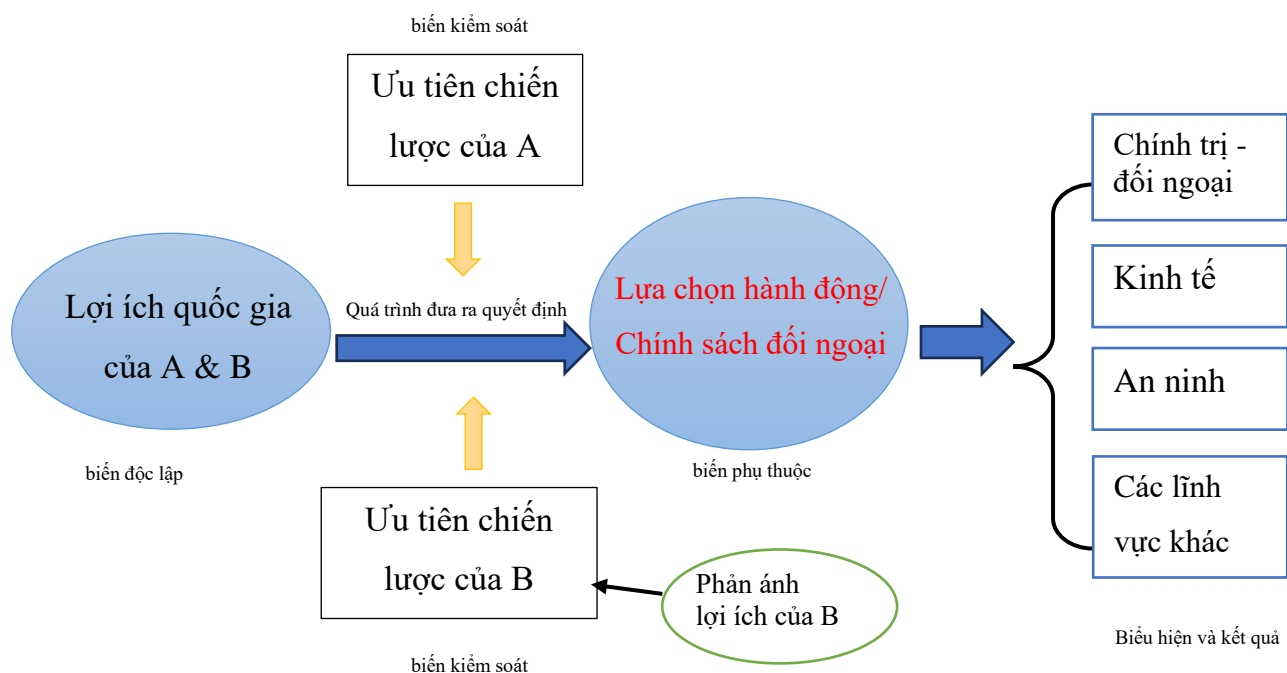 biến kiểm soát
Ưu tiên chiến
lược của A
Lợi ích quốc gia
của A & B
biến độc lập
Quá trình đưa ra quyết định
Lựa chọn hành động/
Chính sách đối ngoại
biến phụ thuộc
Ưu tiên chiến
lược của B
biến kiểm soát
Phản ánh
lợi ích của B
Chính trị -
đối ngoại
Kinh tế
An ninh
Các lĩnh
vực khác
Biểu hiện và kết quả